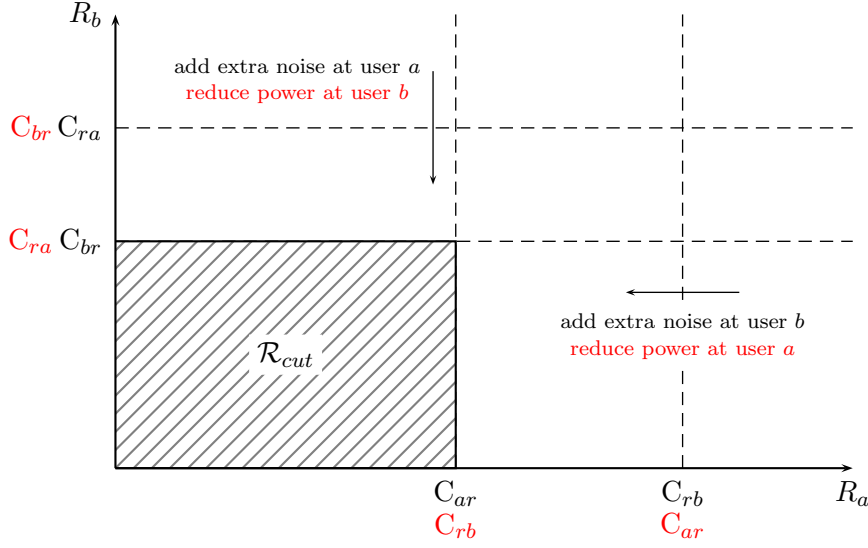 R_b
add extra noise at user a
reduce power at user b
C_br C_ra
C_ra C_br
add extra noise at user b
reduce power at user a
R_cut
C_ar C_rb R_a
C_rb C_ar